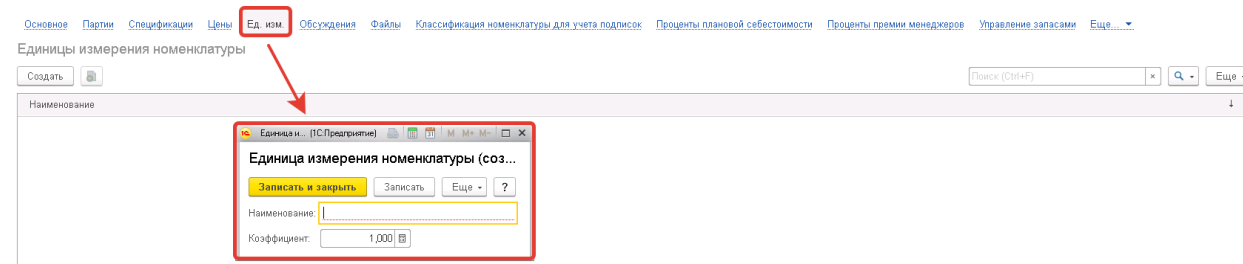 Основное Партии Спецификации Цены Ед. изм. Обсуждения Файлы Классификация номенклатуры для учета подписок Проценты плановой себестоимости Проценты премии менеджеров Управление запасами Еще...
Единицы измерения номенклатуры
Создать Поиск (Ctrl+F) × Еще
Наименование ↓
Единица и... (1С:Предприятие) 31 M M+ M-
Единица измерения номенклатуры (соз...
Записать и закрыть Записать Еще ?
Наименование:
Коэффициент: 1,000